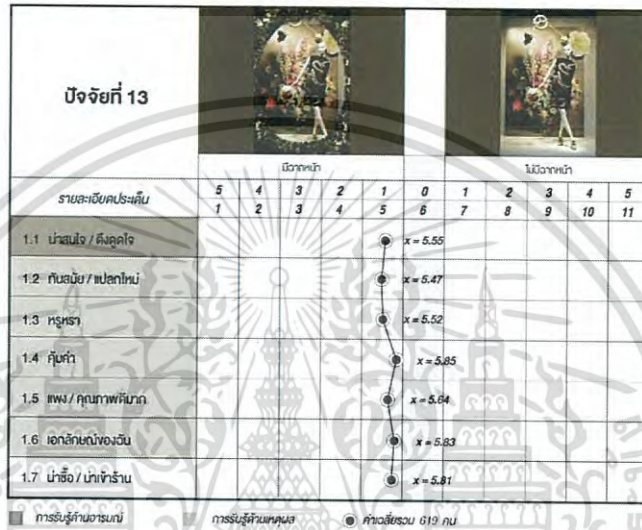 ปัจจัยที่ 13
มีฉากหน้า ไม่มีฉากหน้า
รายละเอียดประเด็น 5 4 3 2 1 0 1 2 3 4 5
1 2 3 4 5 6 7 8 9 10 11
1.1 น่าสนใจ / ดึงดูดใจ x = 5.55
1.2 ทันสมัย / แปลกใหม่ x = 5.47
1.3 หรูหรา x = 5.52
1.4 คุ้มค่า x = 5.85
1.5 แพง / คุณภาพดีมาก x = 5.64
1.6 เอกลักษณ์ของฉัน x = 5.83
1.7 น่าซื้อ / น่าเข้าร้าน x = 5.81
การรับรู้ด้านอารมณ์ การรับรู้ด้านเหตุผล ค่าเฉลี่ยรวม 619 คน